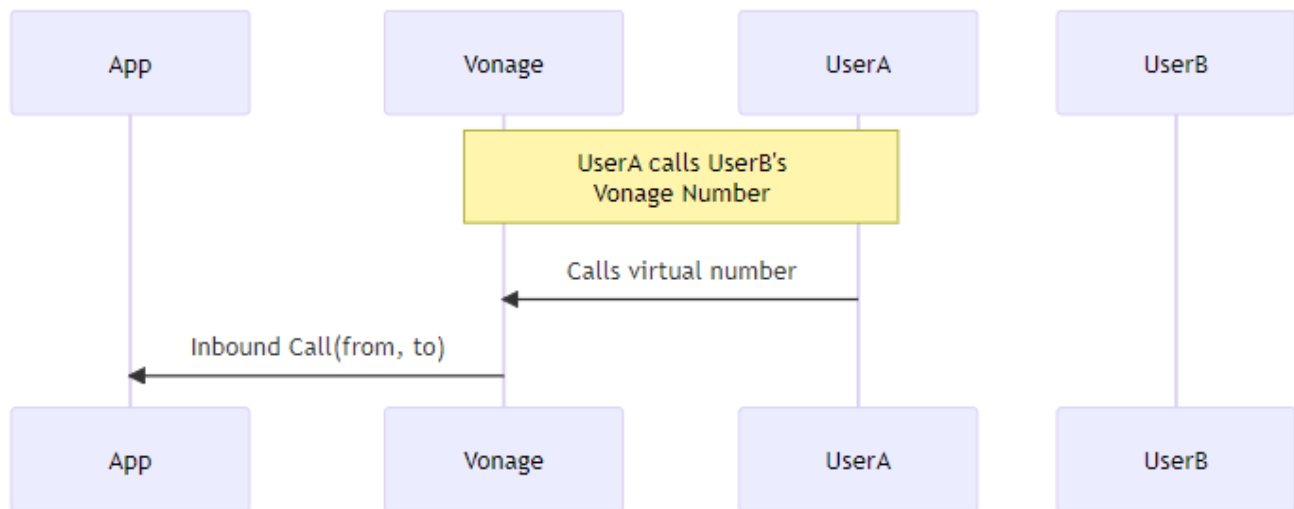 App
Vonage
UserA
UserB
UserA calls UserB's
Vonage Number
Calls virtual number
Inbound Call(from, to)
App
Vonage
UserA
UserB